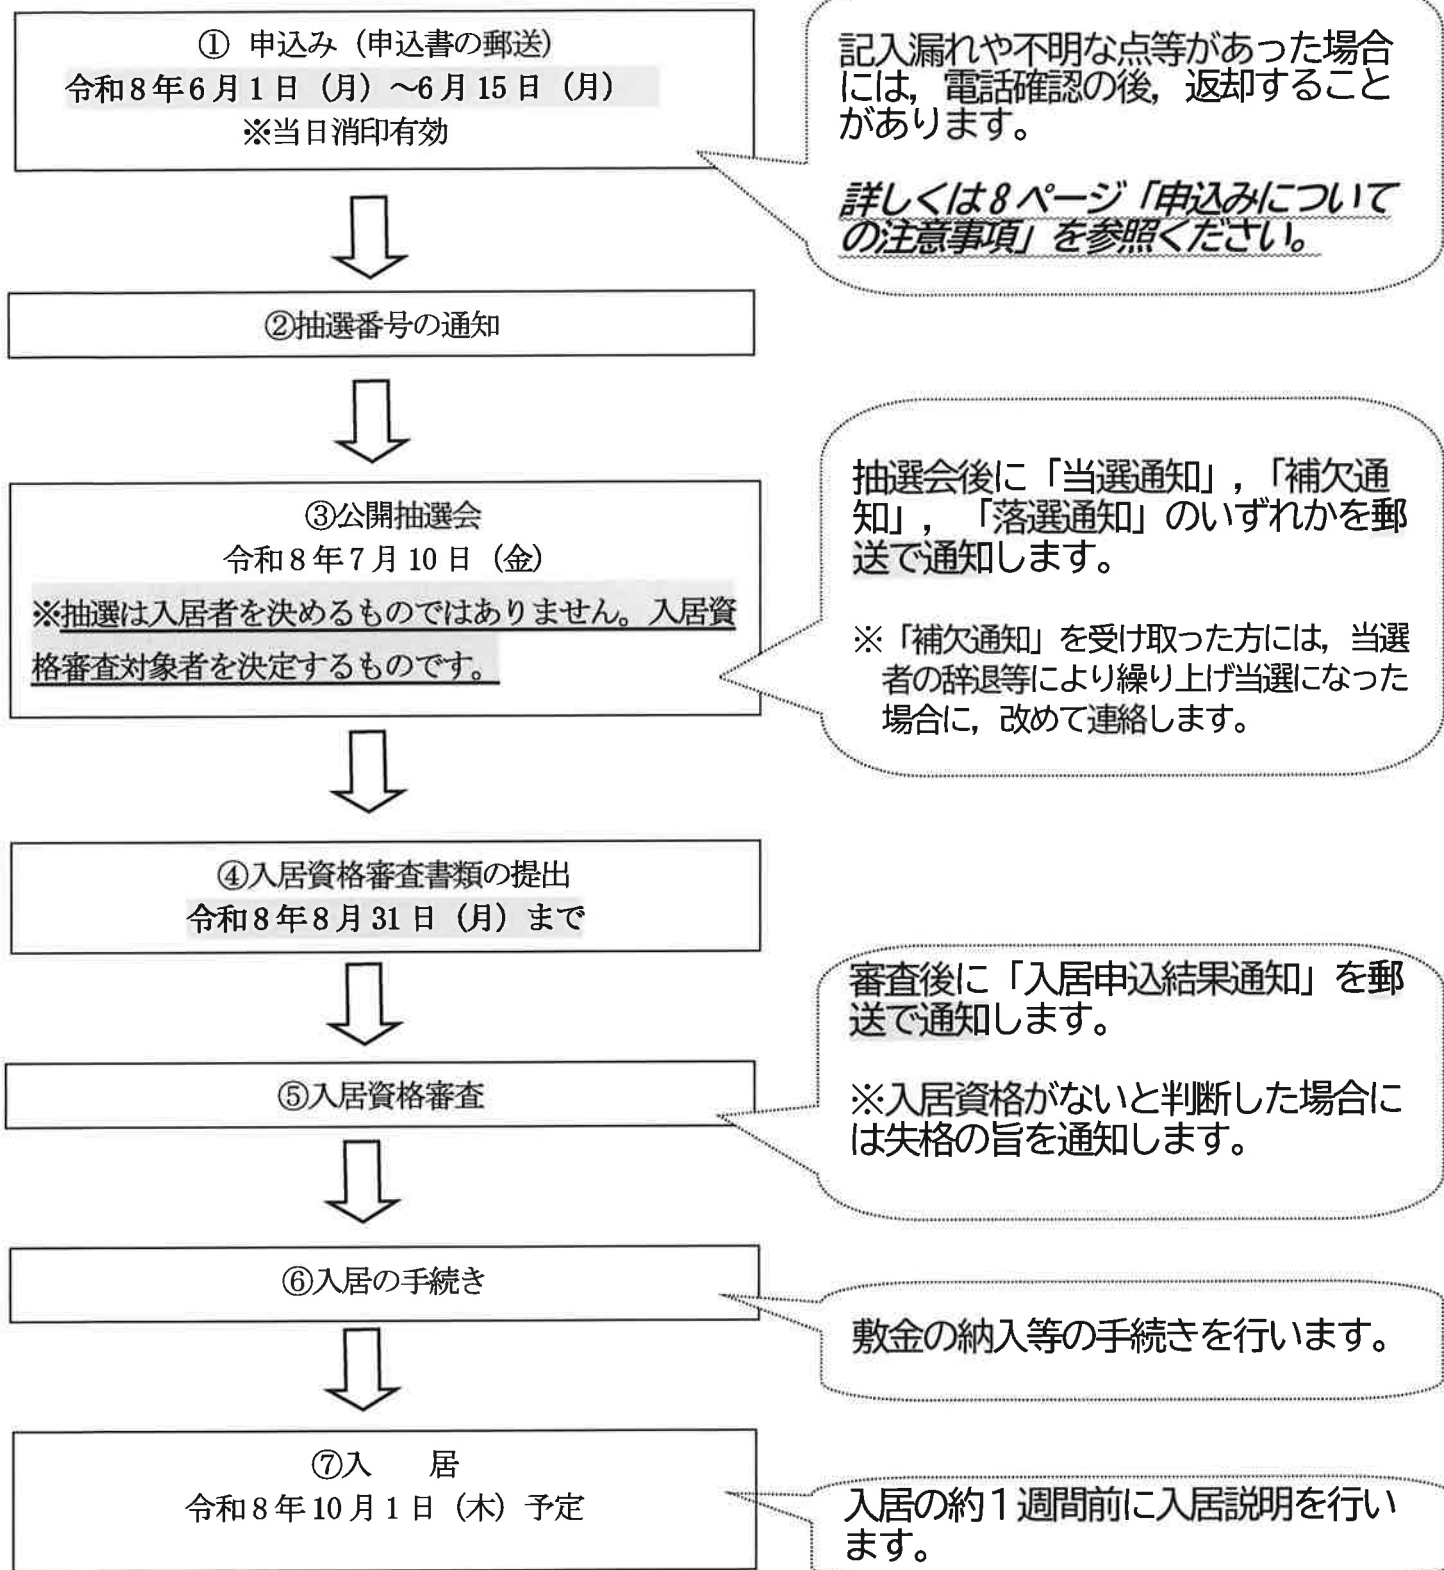 ① 申込み（申込書の郵送）
令和8年6月1日（月）～6月15日（月）
※当日消印有効
記入漏れや不明な点等があった場合
には，電話確認の後，返却すること
があります。
詳しくは8ページ「申込みについて
の注意事項」を参照ください。
②抽選番号の通知
③公開抽選会
令和8年7月10日（金）
※抽選は入居者を決めるものではありません。入居資
格審査対象者を決定するものです。
抽選会後に「当選通知」，「補欠通
知」，「落選通知」のいずれかを郵
送で通知します。
※「補欠通知」を受け取った方には，当選
者の辞退等により繰り上げ当選になった
場合に，改めて連絡します。
④入居資格審査書類の提出
令和8年8月31日（月）まで
⑤入居資格審査
審査後に「入居申込結果通知」を郵
送で通知します。
※入居資格がないと判断した場合に
は失格の旨を通知します。
⑥入居の手続き
敷金の納入等の手続きを行います。
⑦入　居
令和8年10月1日（木）予定
入居の約1週間前に入居説明を行い
ます。